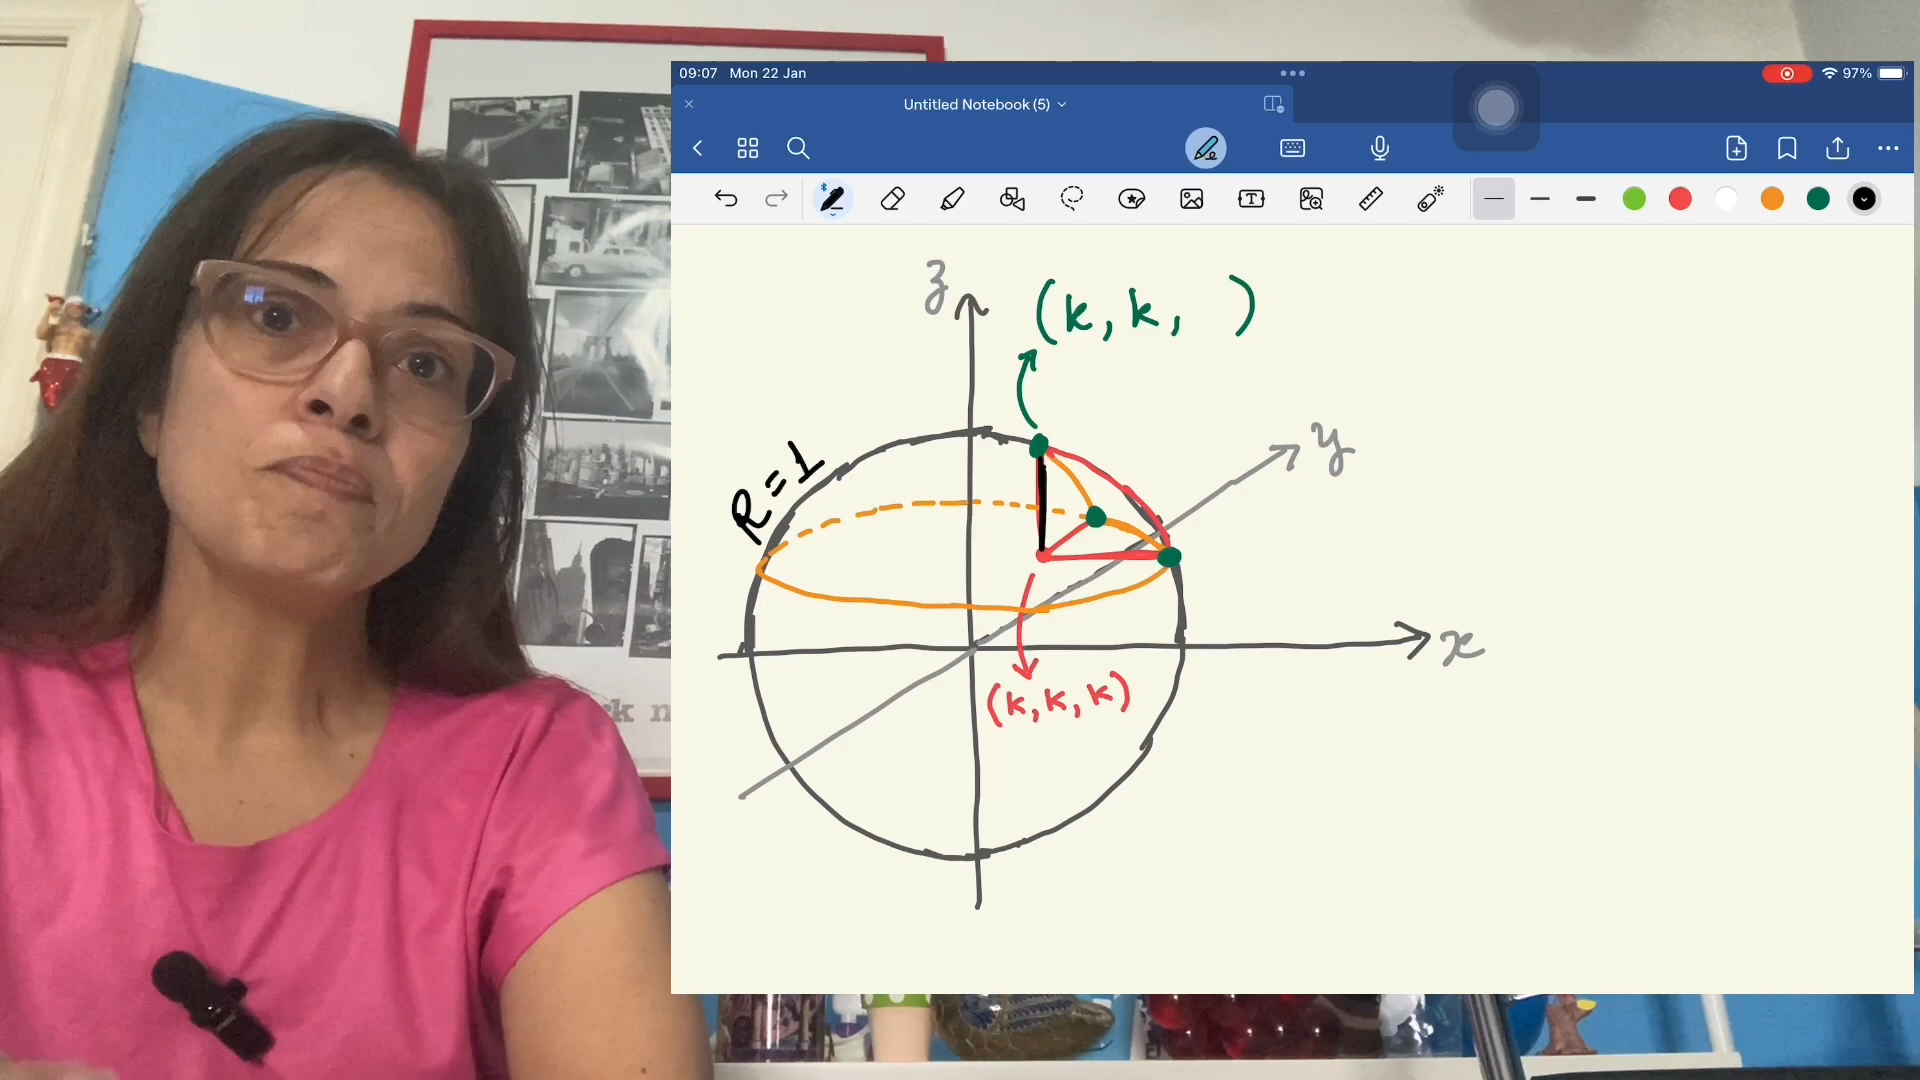 09:07 Mon 22 Jan
97%
Untitled Notebook (5)
z
(k, k, )
y
R=1
x
(k, k, k)
k n